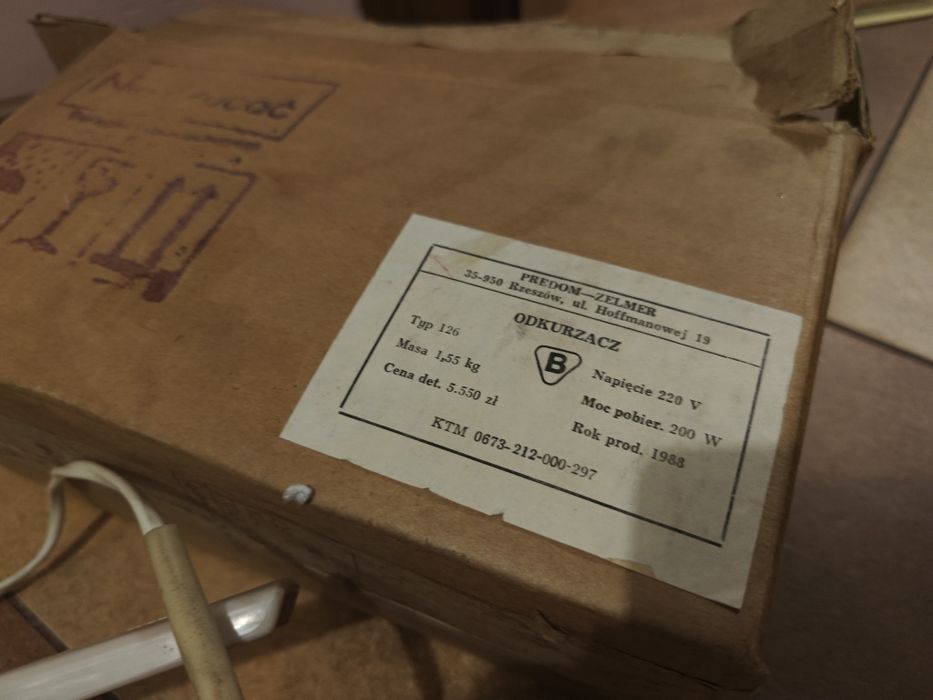 PREDOM—ZELMER
35-950 Rzeszów, ul. Hoffmanowej 19
ODKURZACZ
Typ 126
B
Masa 1,55 kg
Napięcie 220 V
Cena det. 5.550 zł
Moc pobier. 200 W
Rok prod. 1988
KTM 0673-212-000-297